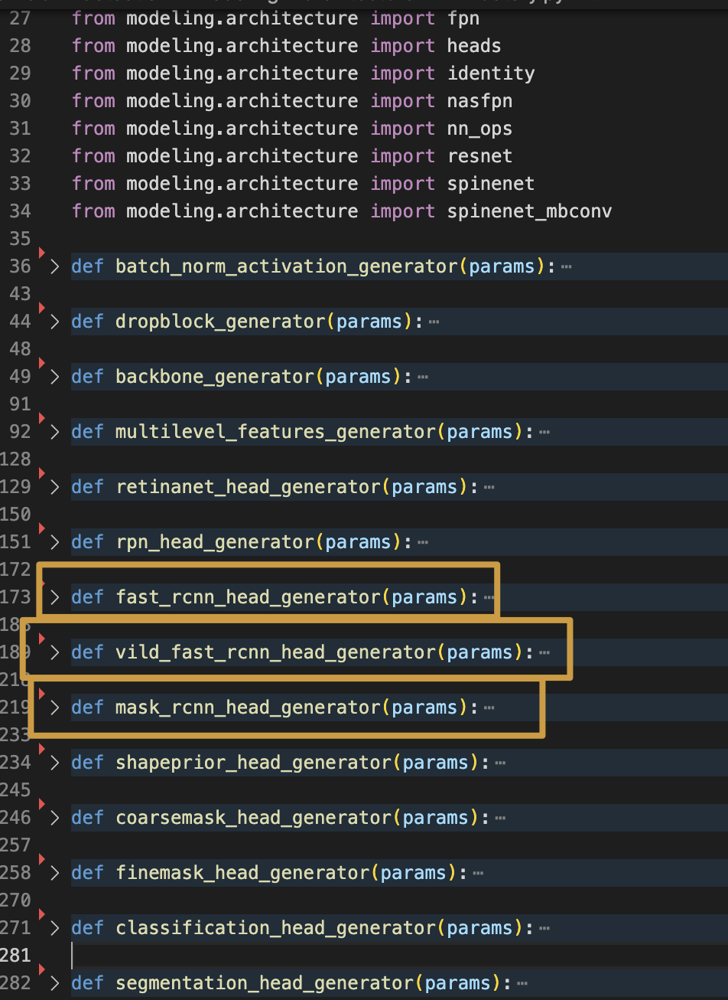 27 from modeling.architecture import fpn
28 from modeling.architecture import heads
29 from modeling.architecture import identity
30 from modeling.architecture import nasfpn
31 from modeling.architecture import nn_ops
32 from modeling.architecture import resnet
33 from modeling.architecture import spinenet
34 from modeling.architecture import spinenet_mbconv
35
36 def batch_norm_activation_generator(params):…
43
44 def dropblock_generator(params):…
48
49 def backbone_generator(params):…
91
92 def multilevel_features_generator(params):…
128
129 def retinanet_head_generator(params):…
150
151 def rpn_head_generator(params):…
172
173 def fast_rcnn_head_generator(params):…
188
189 def vild_fast_rcnn_head_generator(params):…
218
219 def mask_rcnn_head_generator(params):…
233
234 def shapeprior_head_generator(params):…
245
246 def coarsemask_head_generator(params):…
257
258 def finemask_head_generator(params):…
270
271 def classification_head_generator(params):…
281
282 def segmentation_head_generator(params):…